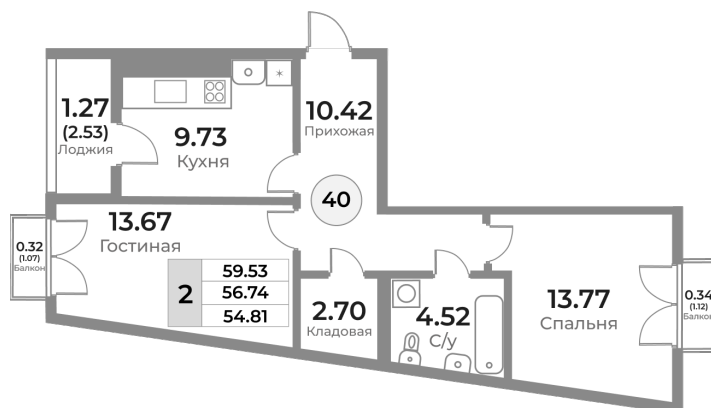 1.27
(2.53)
Лоджия
9.73
Кухня
10.42
Прихожая
40
0.32
(1.07)
Балкон
13.67
Гостиная
2
59.53
56.74
54.81
2.70
Кладовая
4.52
С/у
13.77
Спальня
0.34
(1.12)
Балкон